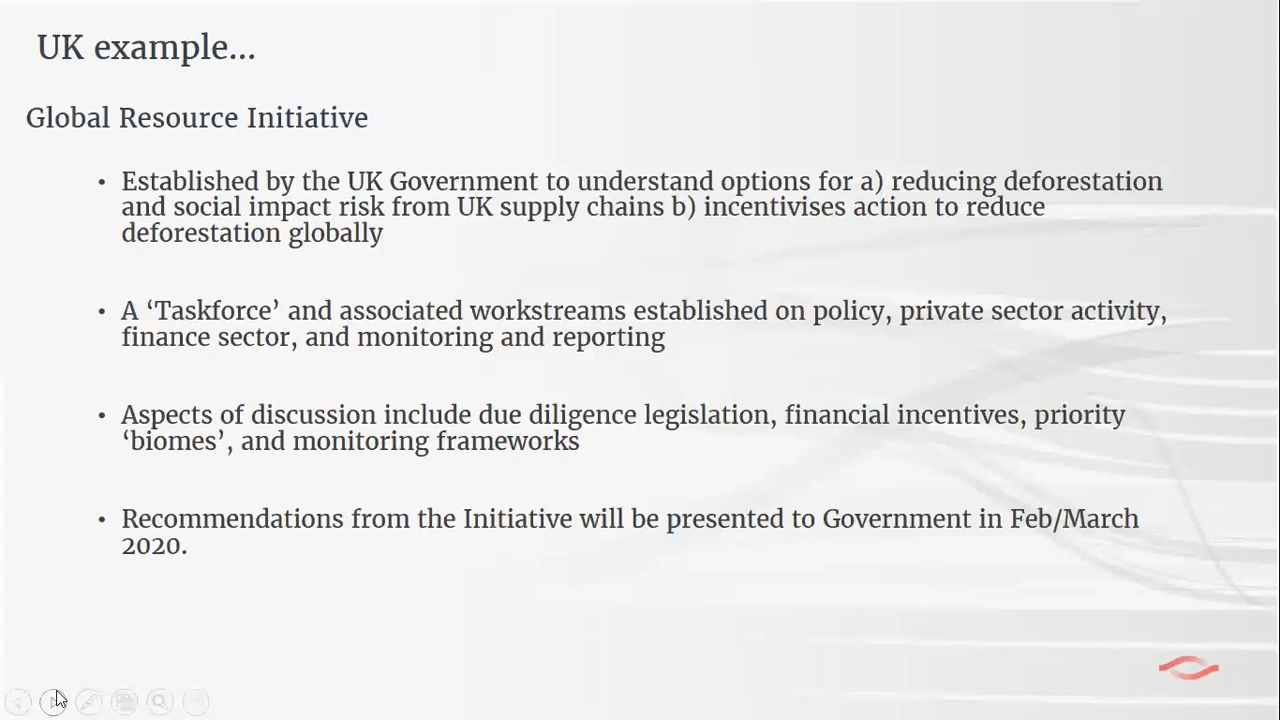 UK example...
Global Resource Initiative
• Established by the UK Government to understand options for a) reducing deforestation
and social impact risk from UK supply chains b) incentivises action to reduce
deforestation globally
• A ‘Taskforce’ and associated workstreams established on policy, private sector activity,
finance sector, and monitoring and reporting
• Aspects of discussion include due diligence legislation, financial incentives, priority
‘biomes’, and monitoring frameworks
• Recommendations from the Initiative will be presented to Government in Feb/March
2020.